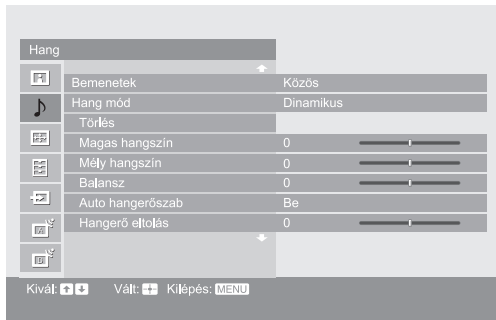 Hang
Bemenetek Közös
Hang mód Dinamikus
Törlés
Magas hangszín 0
Mély hangszín 0
Balansz 0
Auto hangerőszab Be
Hangerő eltolás 0
Kivál: Vált: Kilépés: MENU